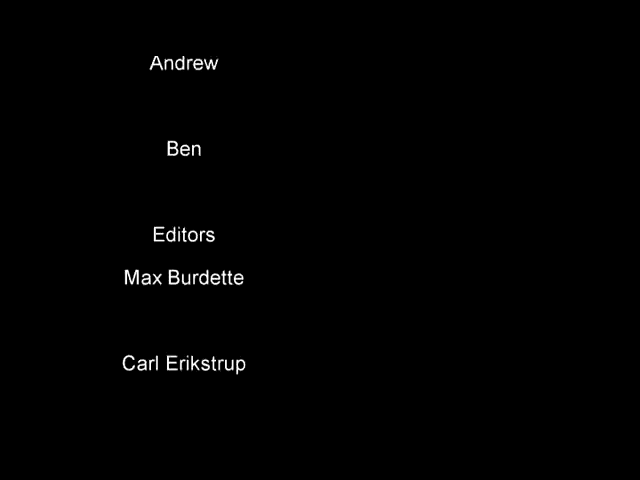 Andrew
Ben
Editors
Max Burdette
Carl Erikstrup